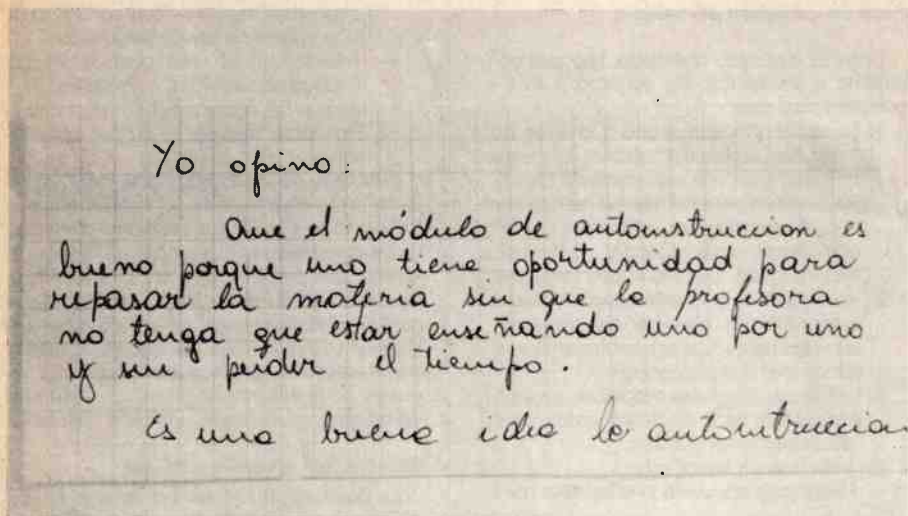 Yo opino:
Que el módulo de autoinstruccion es
bueno porque uno tiene oportunidad para
repasar la materia sin que la profesora
no tenga que estar enseñando uno por uno
y sin perder el tiempo.
Es una buena idea la autointruccion